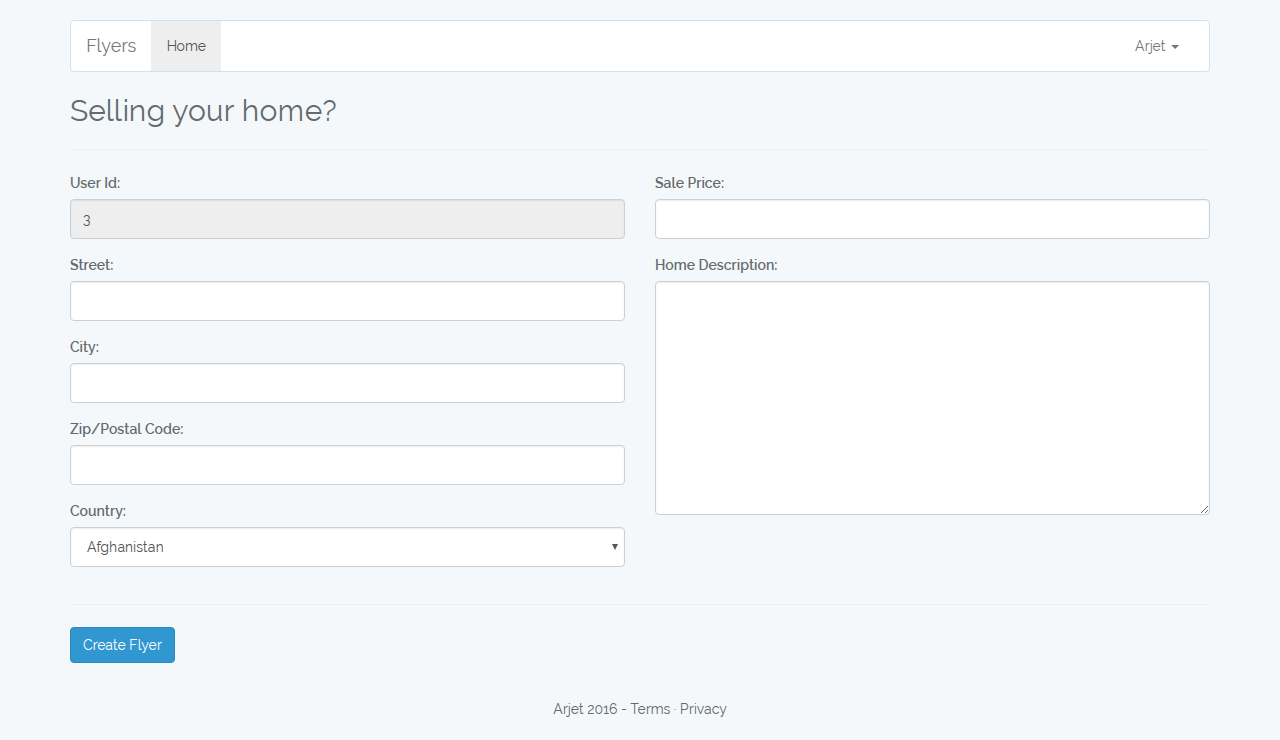 Flyers Home Arjet
Selling your home?
User Id:
3
Street:
City:
Zip/Postal Code:
Country:
Afghanistan
Sale Price:
Home Description:
Create Flyer
Arjet 2016 - Terms · Privacy